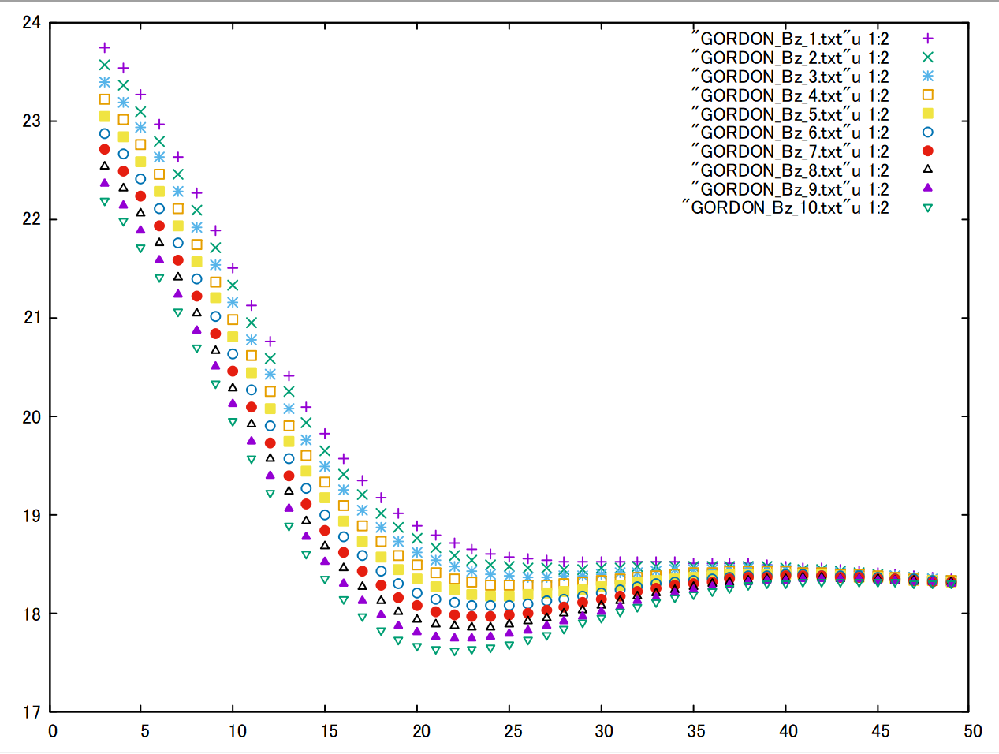 24
23
22
21
20
19
18
17
0 5 10 15 20 25 30 35 40 45 50
"GORDON_Bz_1.txt"u 1:2
"GORDON_Bz_2.txt"u 1:2
"GORDON_Bz_3.txt"u 1:2
"GORDON_Bz_4.txt"u 1:2
"GORDON_Bz_5.txt"u 1:2
"GORDON_Bz_6.txt"u 1:2
"GORDON_Bz_7.txt"u 1:2
"GORDON_Bz_8.txt"u 1:2
"GORDON_Bz_9.txt"u 1:2
"GORDON_Bz_10.txt"u 1:2